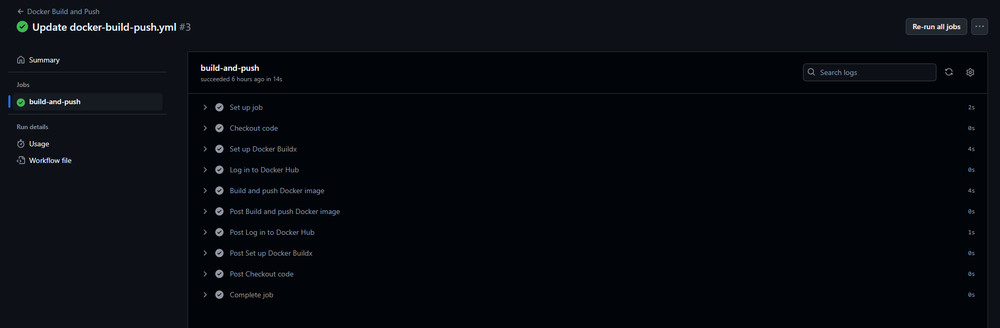 Docker Build and Push
Update docker-build-push.yml #3
Re-run all jobs
Summary
Jobs
build-and-push
Run details
Usage
Workflow file
build-and-push
succeeded 6 hours ago in 14s
Search logs
Set up job 2s
Checkout code 0s
Set up Docker Buildx 4s
Log in to Docker Hub 0s
Build and push Docker image 4s
Post Build and push Docker image 0s
Post Log in to Docker Hub 1s
Post Set up Docker Buildx 0s
Post Checkout code 0s
Complete job 0s